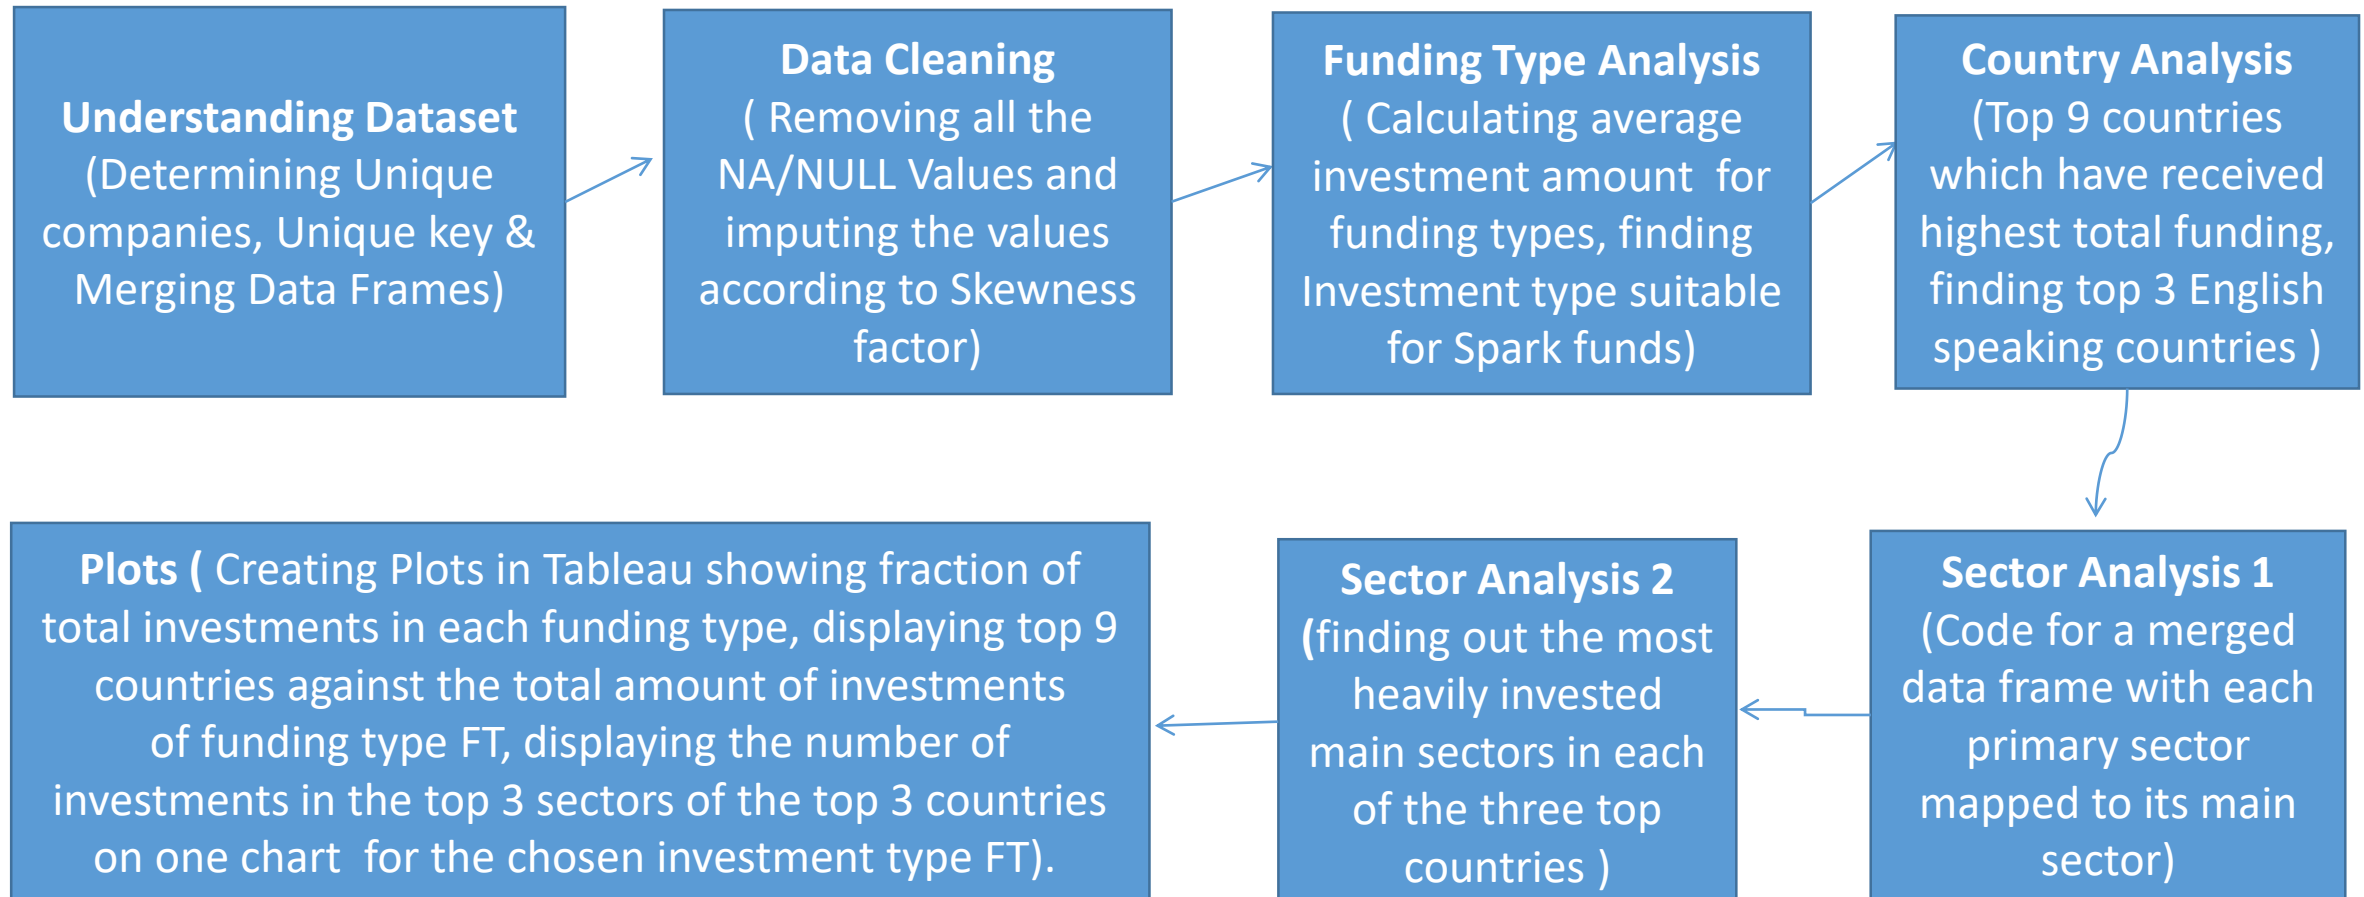 Understanding Dataset
(Determining Unique
companies, Unique key &
Merging Data Frames)
Data Cleaning
( Removing all the
NA/NULL Values and
imputing the values
according to Skewness
factor)
Funding Type Analysis
( Calculating average
investment amount  for
funding types, finding
Investment type suitable
for Spark funds)
Country Analysis
(Top 9 countries
which have received
highest total funding,
finding top 3 English
speaking countries )
Sector Analysis 1
(Code for a merged
data frame with each
primary sector
mapped to its main
sector)
Sector Analysis 2
(finding out the most
heavily invested
main sectors in each
of the three top
countries )
Plots ( Creating Plots in Tableau showing fraction of
total investments in each funding type, displaying top 9
countries against the total amount of investments
of funding type FT, displaying the number of
investments in the top 3 sectors of the top 3 countries
on one chart  for the chosen investment type FT).